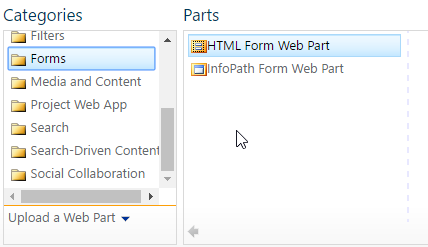 Categories
Parts
Filters
Forms
Media and Content
Project Web App
Search
Search-Driven Content
Social Collaboration
Upload a Web Part
HTML Form Web Part
InfoPath Form Web Part